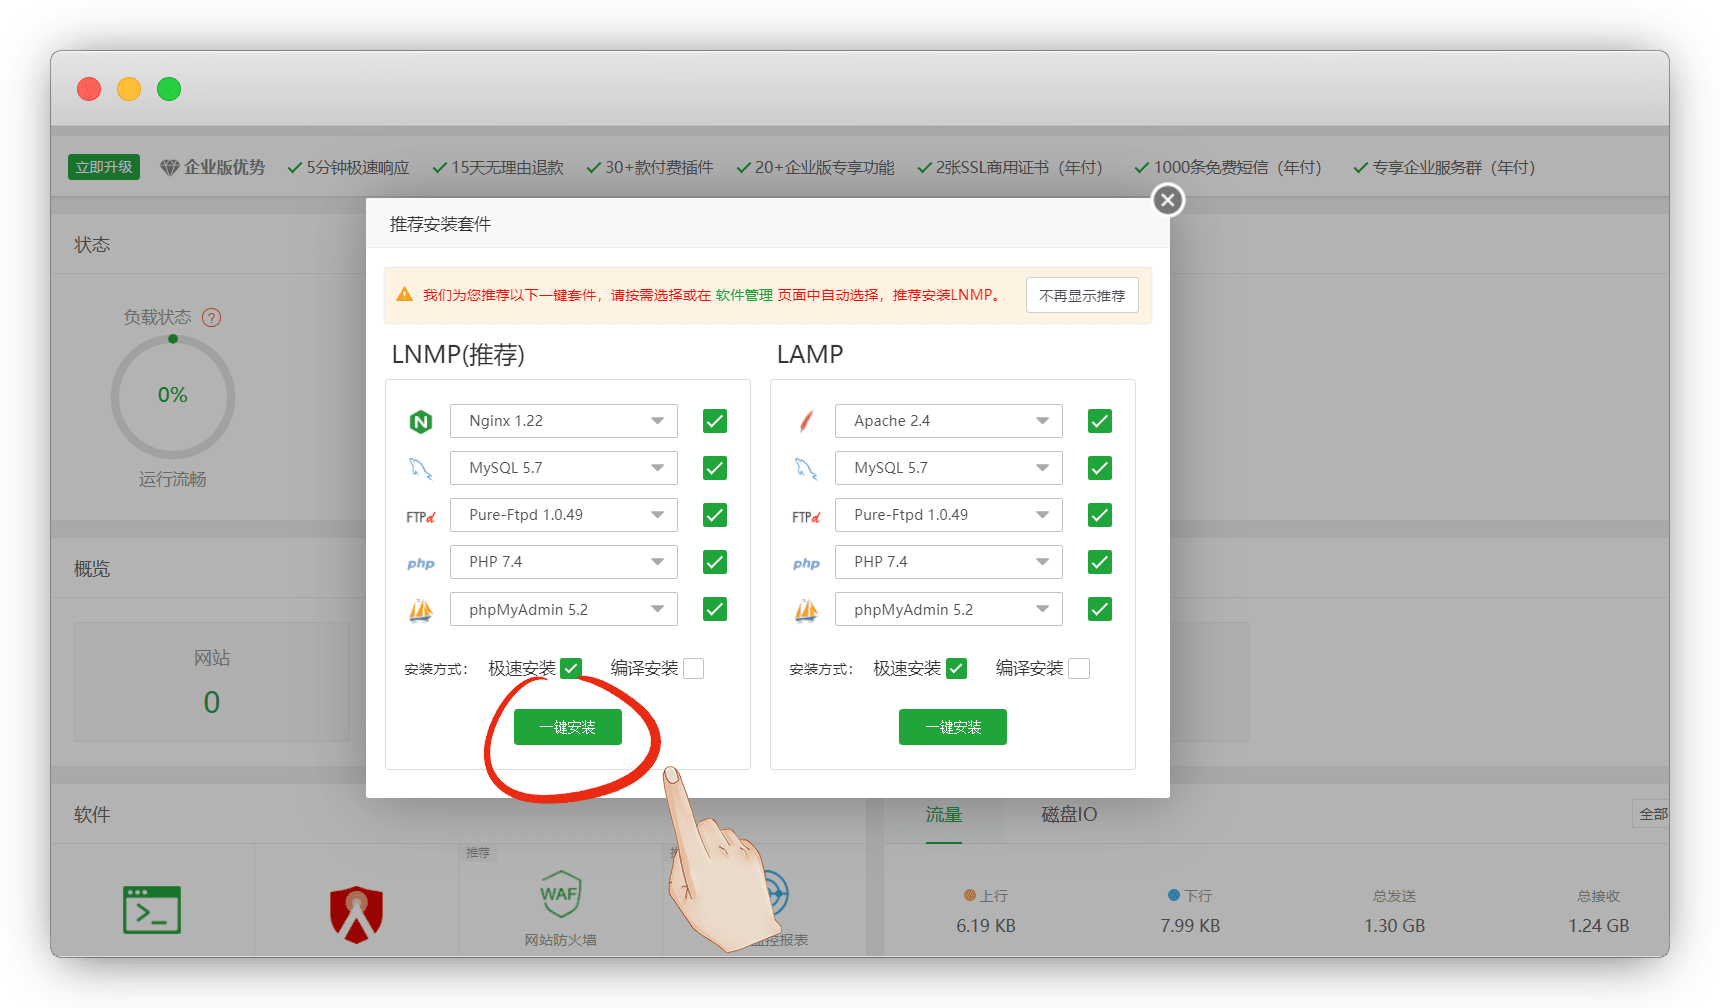 立即升级 企业版优势 5分钟极速响应 15天无理由退款 30+款付费插件 20+企业版专享功能 2张SSL商用证书（年付） 1000条免费短信（年付） 专享企业服务群（年付）
推荐安装套件
状态
我们为您推荐以下一键套件，请按需选择或在 软件管理 页面中自动选择，推荐安装LNMP。 不再显示推荐
负载状态 ?
0%
运行流畅
LNMP(推荐)
Nginx 1.22
MySQL 5.7
FTPd Pure-Ftpd 1.0.49
php PHP 7.4
phpMyAdmin 5.2
安装方式： 极速安装 编译安装
一键安装
LAMP
Apache 2.4
MySQL 5.7
FTPd Pure-Ftpd 1.0.49
php PHP 7.4
phpMyAdmin 5.2
安装方式： 极速安装 编译安装
一键安装
概览
网站
0
软件
推荐
WAF
网站防火墙
控报表
流量 磁盘IO 全部
上行 下行 总发送 总接收
6.19 KB 7.99 KB 1.30 GB 1.24 GB